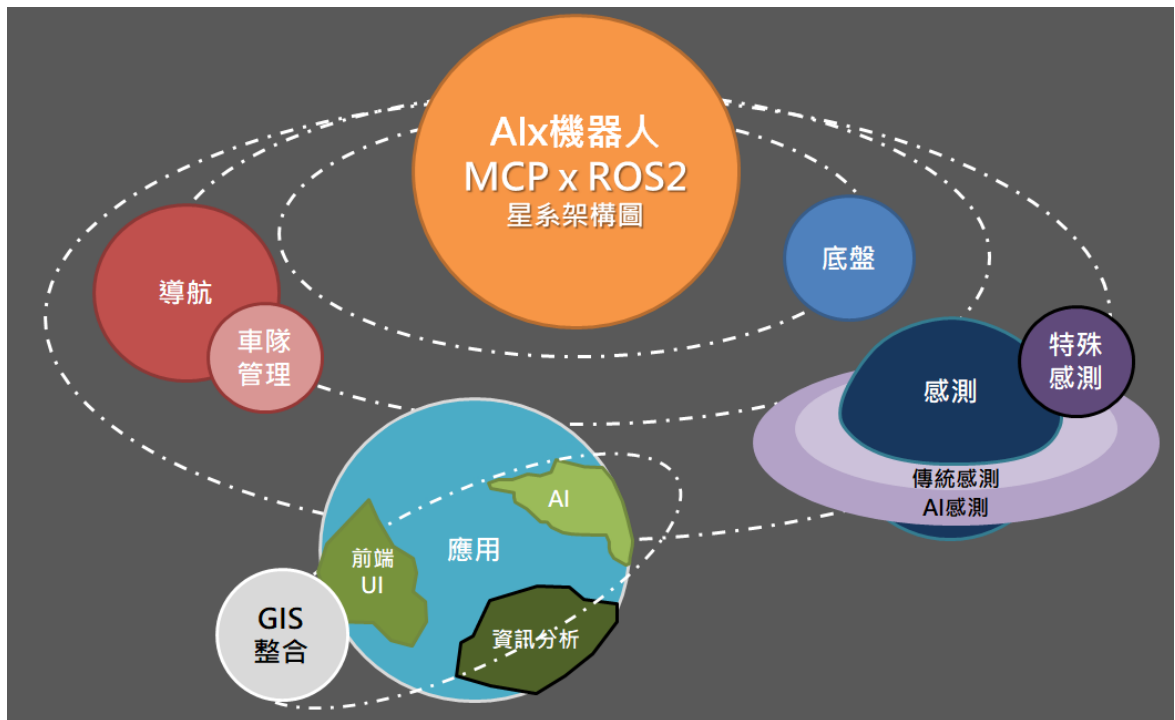 AIx機器人
MCP x ROS2
星系架構圖
底盤
導航
車隊
管理
特殊
感測
感測
傳統感測
AI感測
AI
應用
前端
UI
GIS
整合
資訊分析